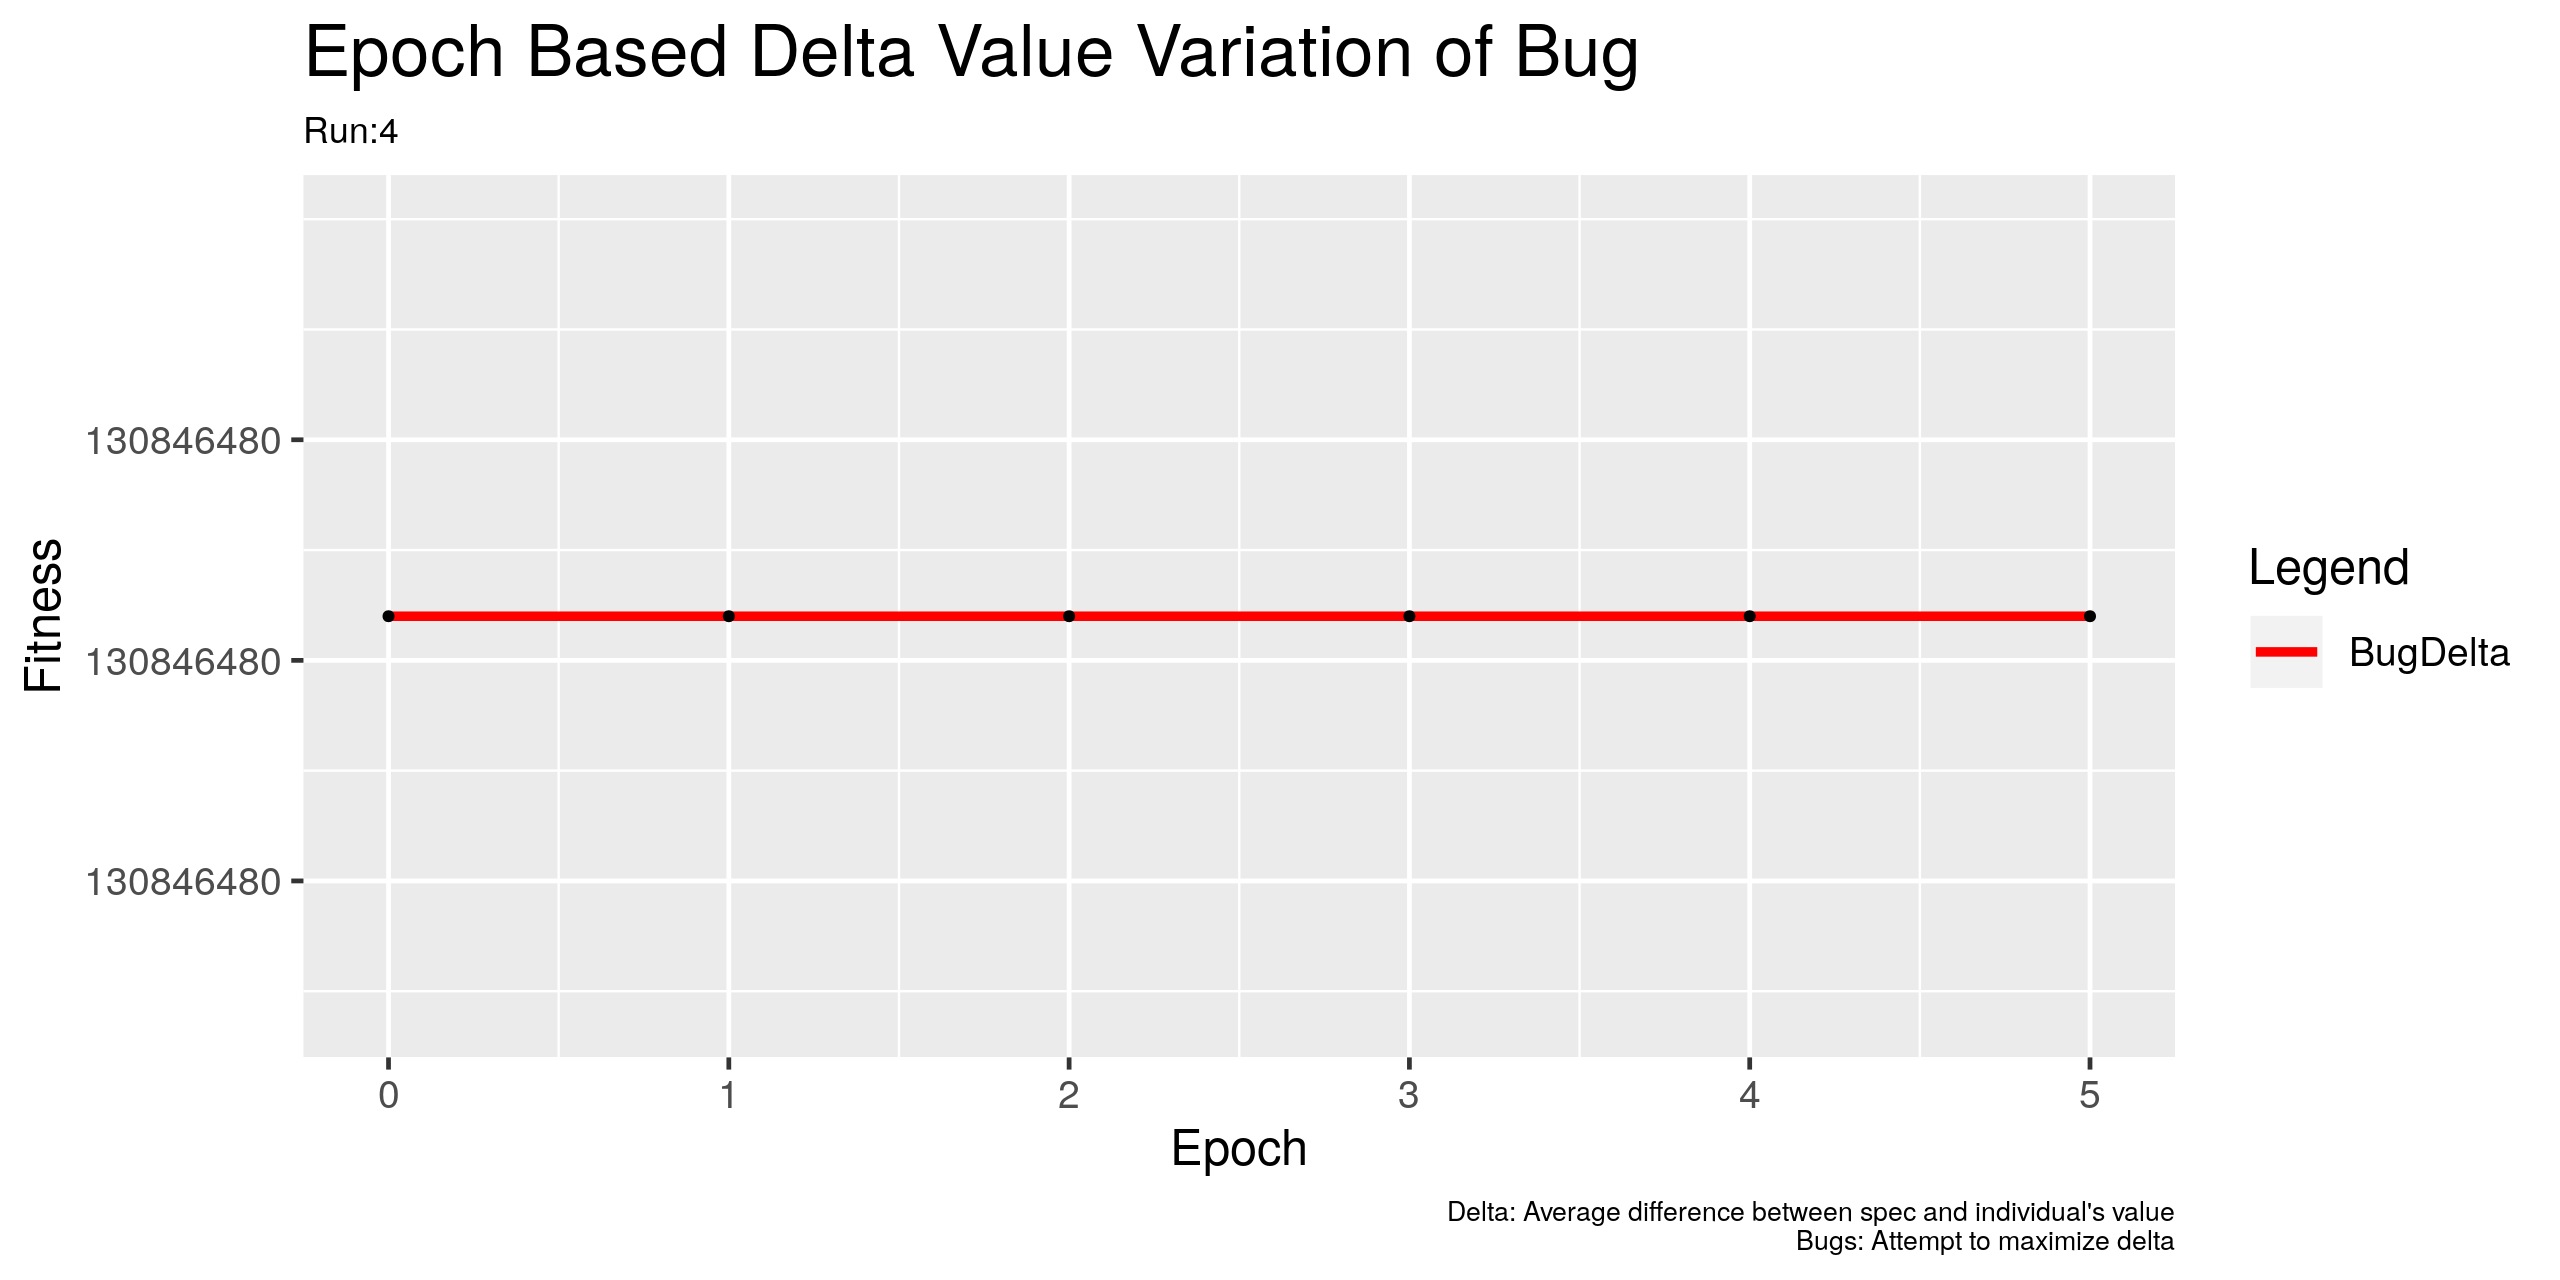 Epoch Based Delta Value Variation of Bug
Run:4
Fitness
130846480
130846480
130846480
0 1 2 3 4 5
Epoch
Legend
BugDelta
Delta: Average difference between spec and individual's value
Bugs: Attempt to maximize delta